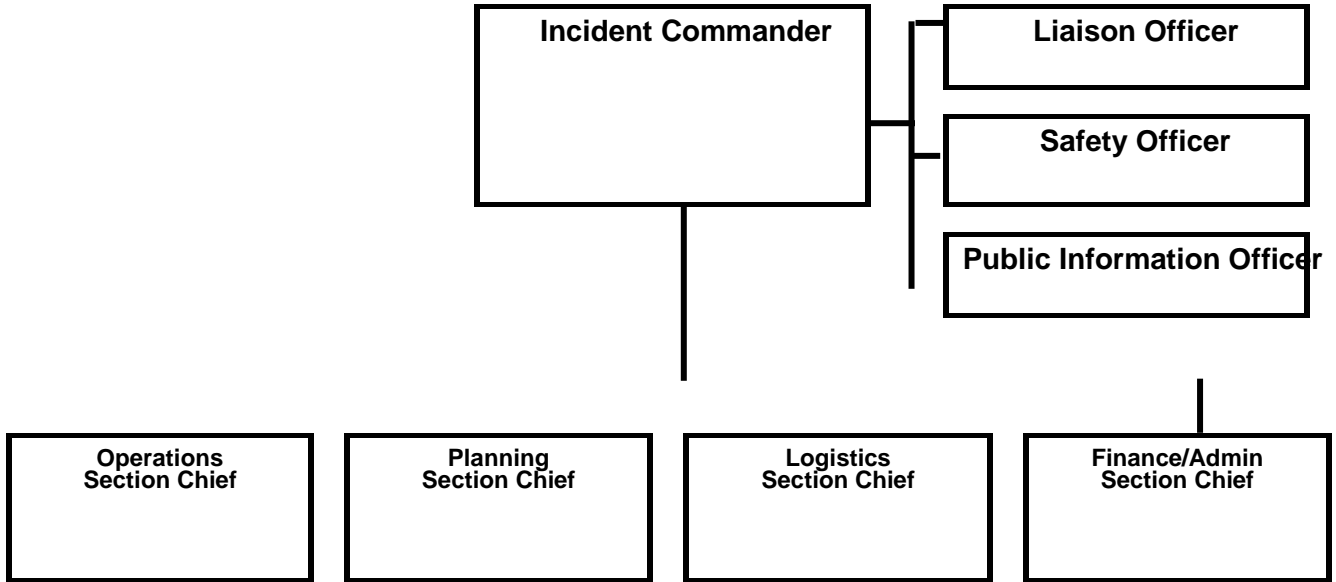 Incident Commander
Liaison Officer
Safety Officer
Public Information Officer
Operations
Section Chief
Planning
Section Chief
Logistics
Section Chief
Finance/Admin
Section Chief